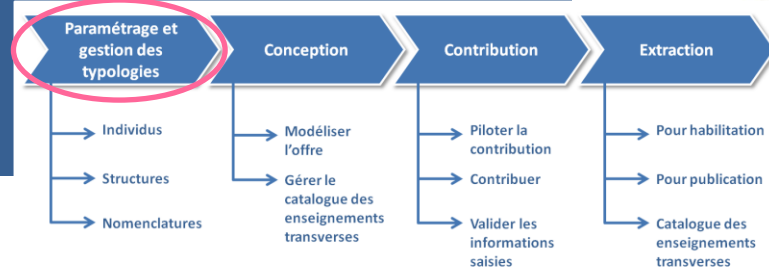 Paramétrage et
gestion des
typologies
Conception
Contribution
Extraction
Individus
Structures
Nomenclatures
Modéliser
l'offre
Gérer le
catalogue des
enseignements
transverses
Piloter la
contribution
Contribuer
Valider les
informations
saisies
Pour habilitation
Pour publication
Catalogue des
enseignements
transverses